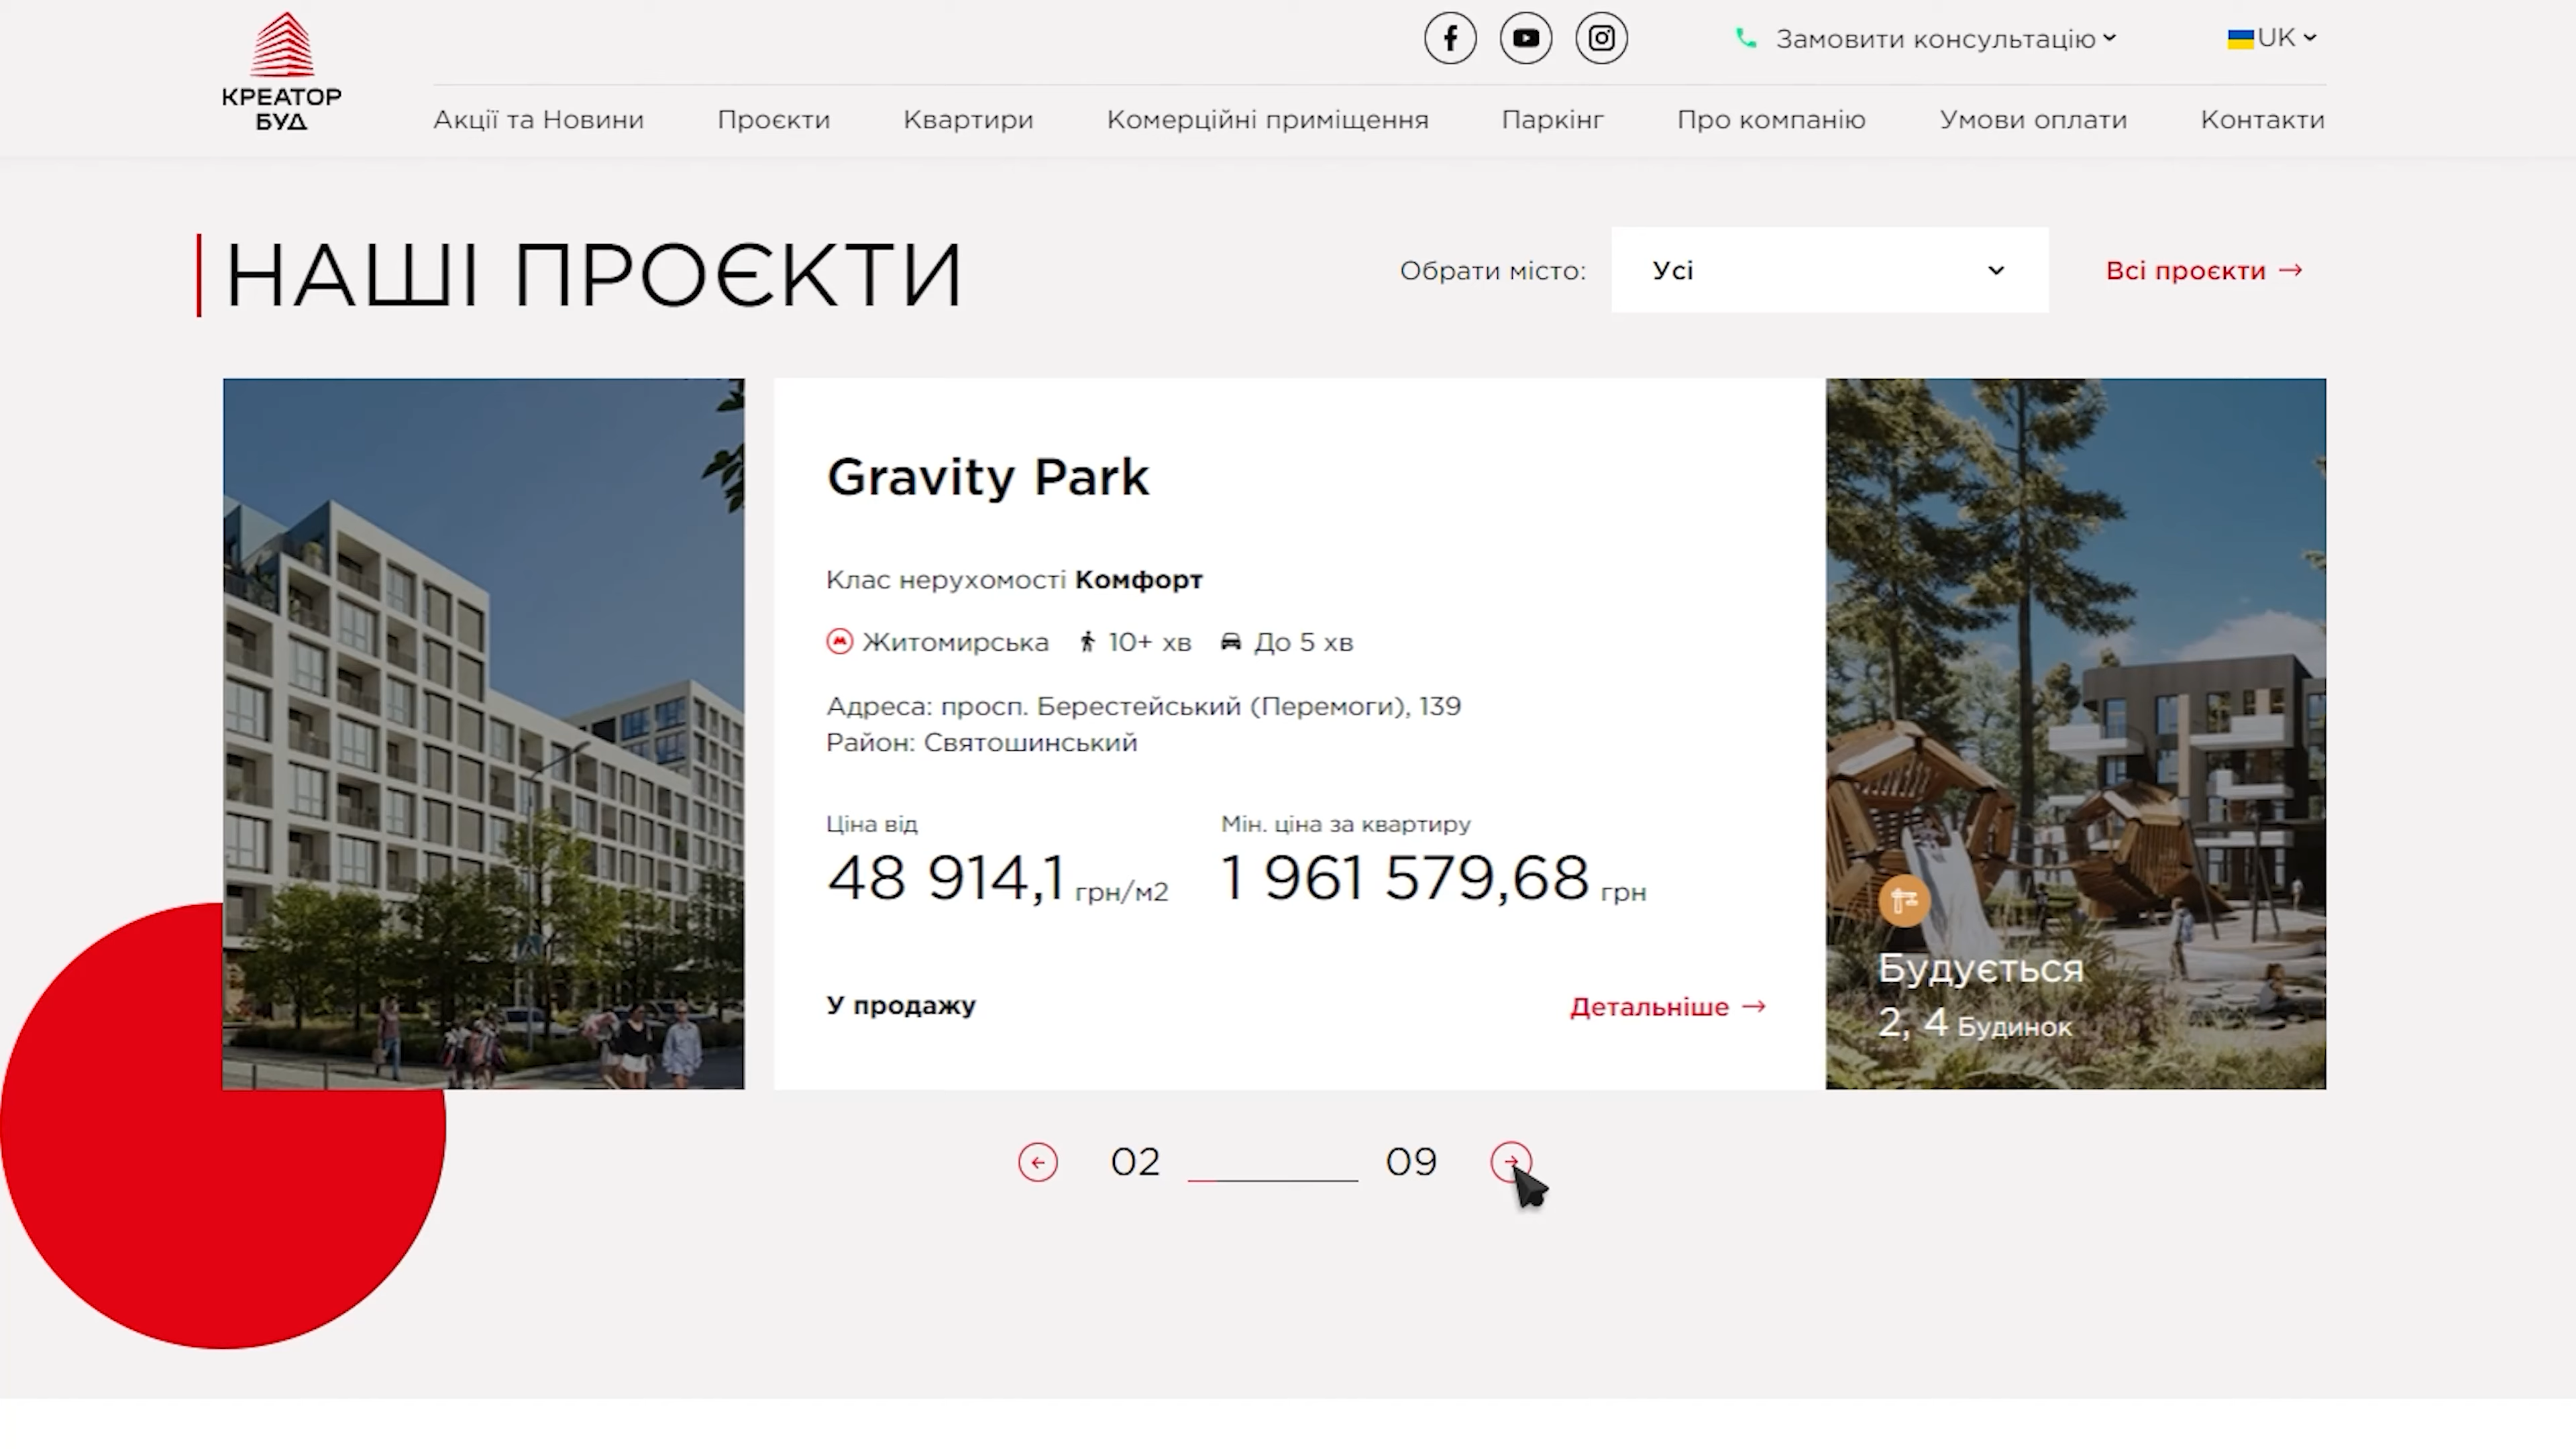 КРЕАТОР
БУД
Замовити консультацію
UK
Акції та Новини
Проєкти
Квартири
Комерційні приміщення
Паркінг
Про компанію
Умови оплати
Контакти
НАШІ ПРОЄКТИ
Обрати місто:
Усі
Всі проєкти →
Gravity Park
Клас нерухомості Комфорт
Житомирська 10+ хв До 5 хв
Адреса: просп. Берестейський (Перемоги), 139
Район: Святошинський
Ціна від
48 914,1 грн/м2
Мін. ціна за квартиру
1 961 579,68 грн
У продажу
Детальніше →
Будується
2, 4 Будинок
02
09